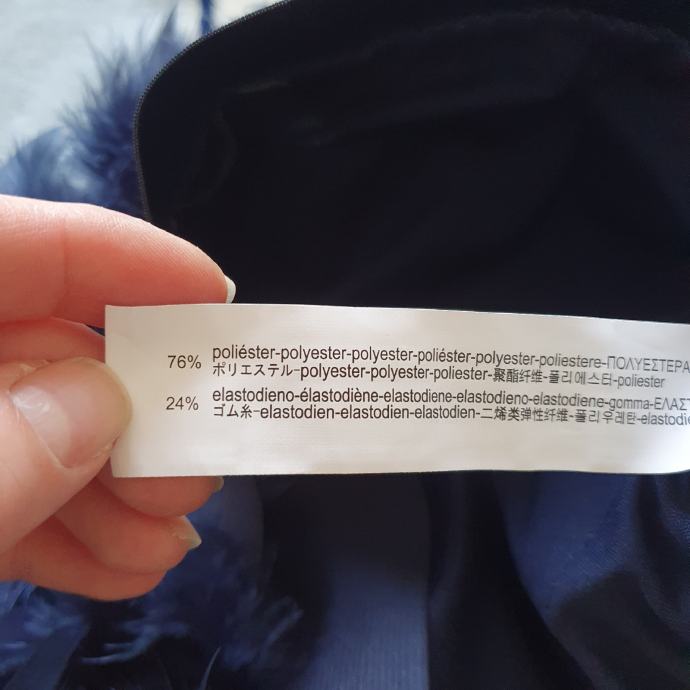 76% poliéster-polyester-polyester-poliéster-polyester-poliestere-ΠΟΛΥΕΣΤΕΡΑ
ポリエステル-polyester-polyester-poliester-聚酯纤维-폴리에스터-poliester
24% elastodieno-élastodiène-elastodiene-elastodieno-elastodiene-gomma-ΕΛΑΣΤ
ゴム糸-elastodien-elastodien-elastodien-二烯类弹性纤维-폴리우레탄-elastodie